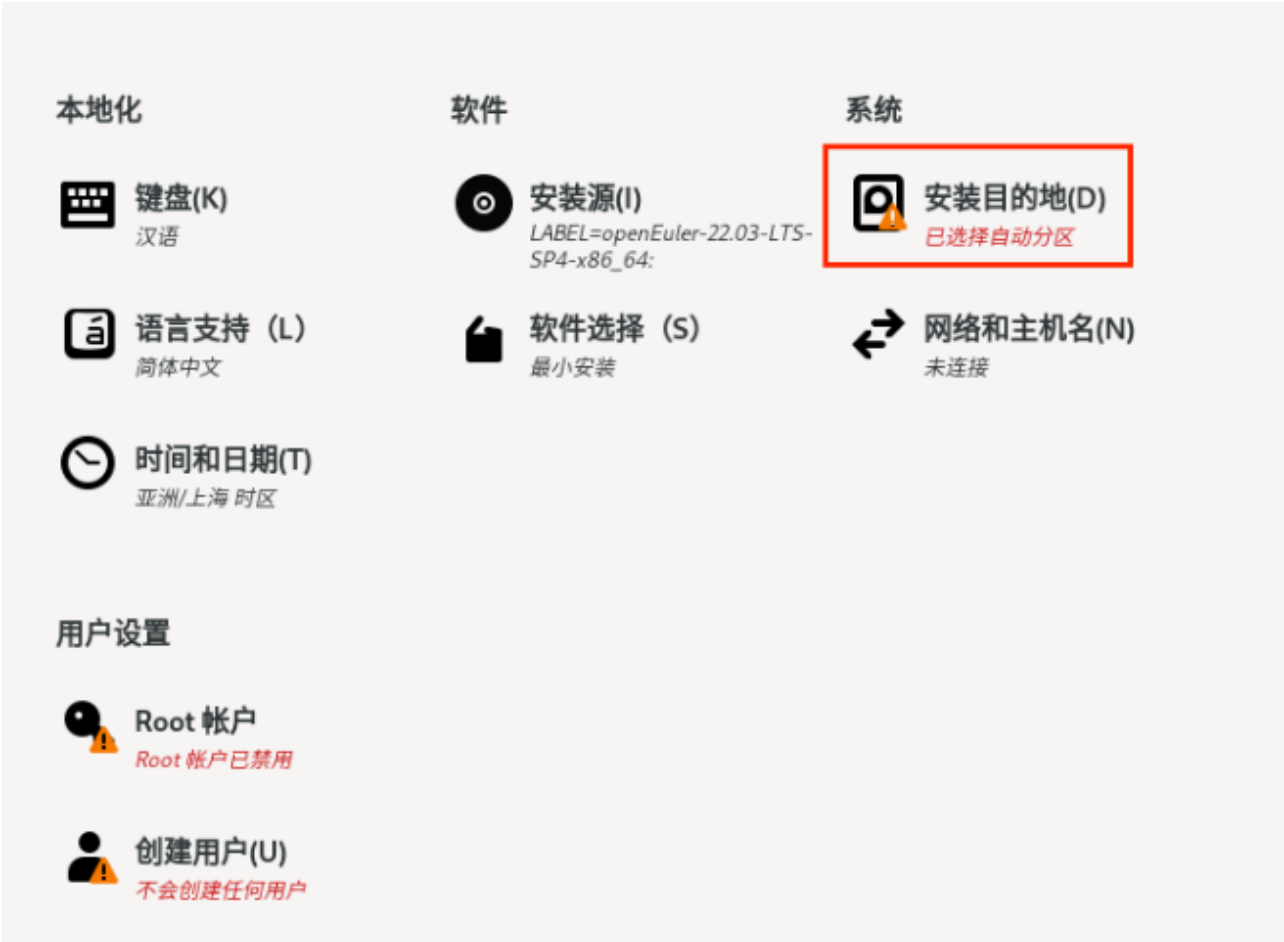 本地化
键盘(K)
汉语
语言支持（L）
简体中文
时间和日期(T)
亚洲/上海 时区
软件
安装源(I)
LABEL=openEuler-22.03-LTS-
SP4-x86_64:
软件选择（S）
最小安装
系统
安装目的地(D)
已选择自动分区
网络和主机名(N)
未连接
用户设置
Root 帐户
Root 帐户已禁用
创建用户(U)
不会创建任何用户